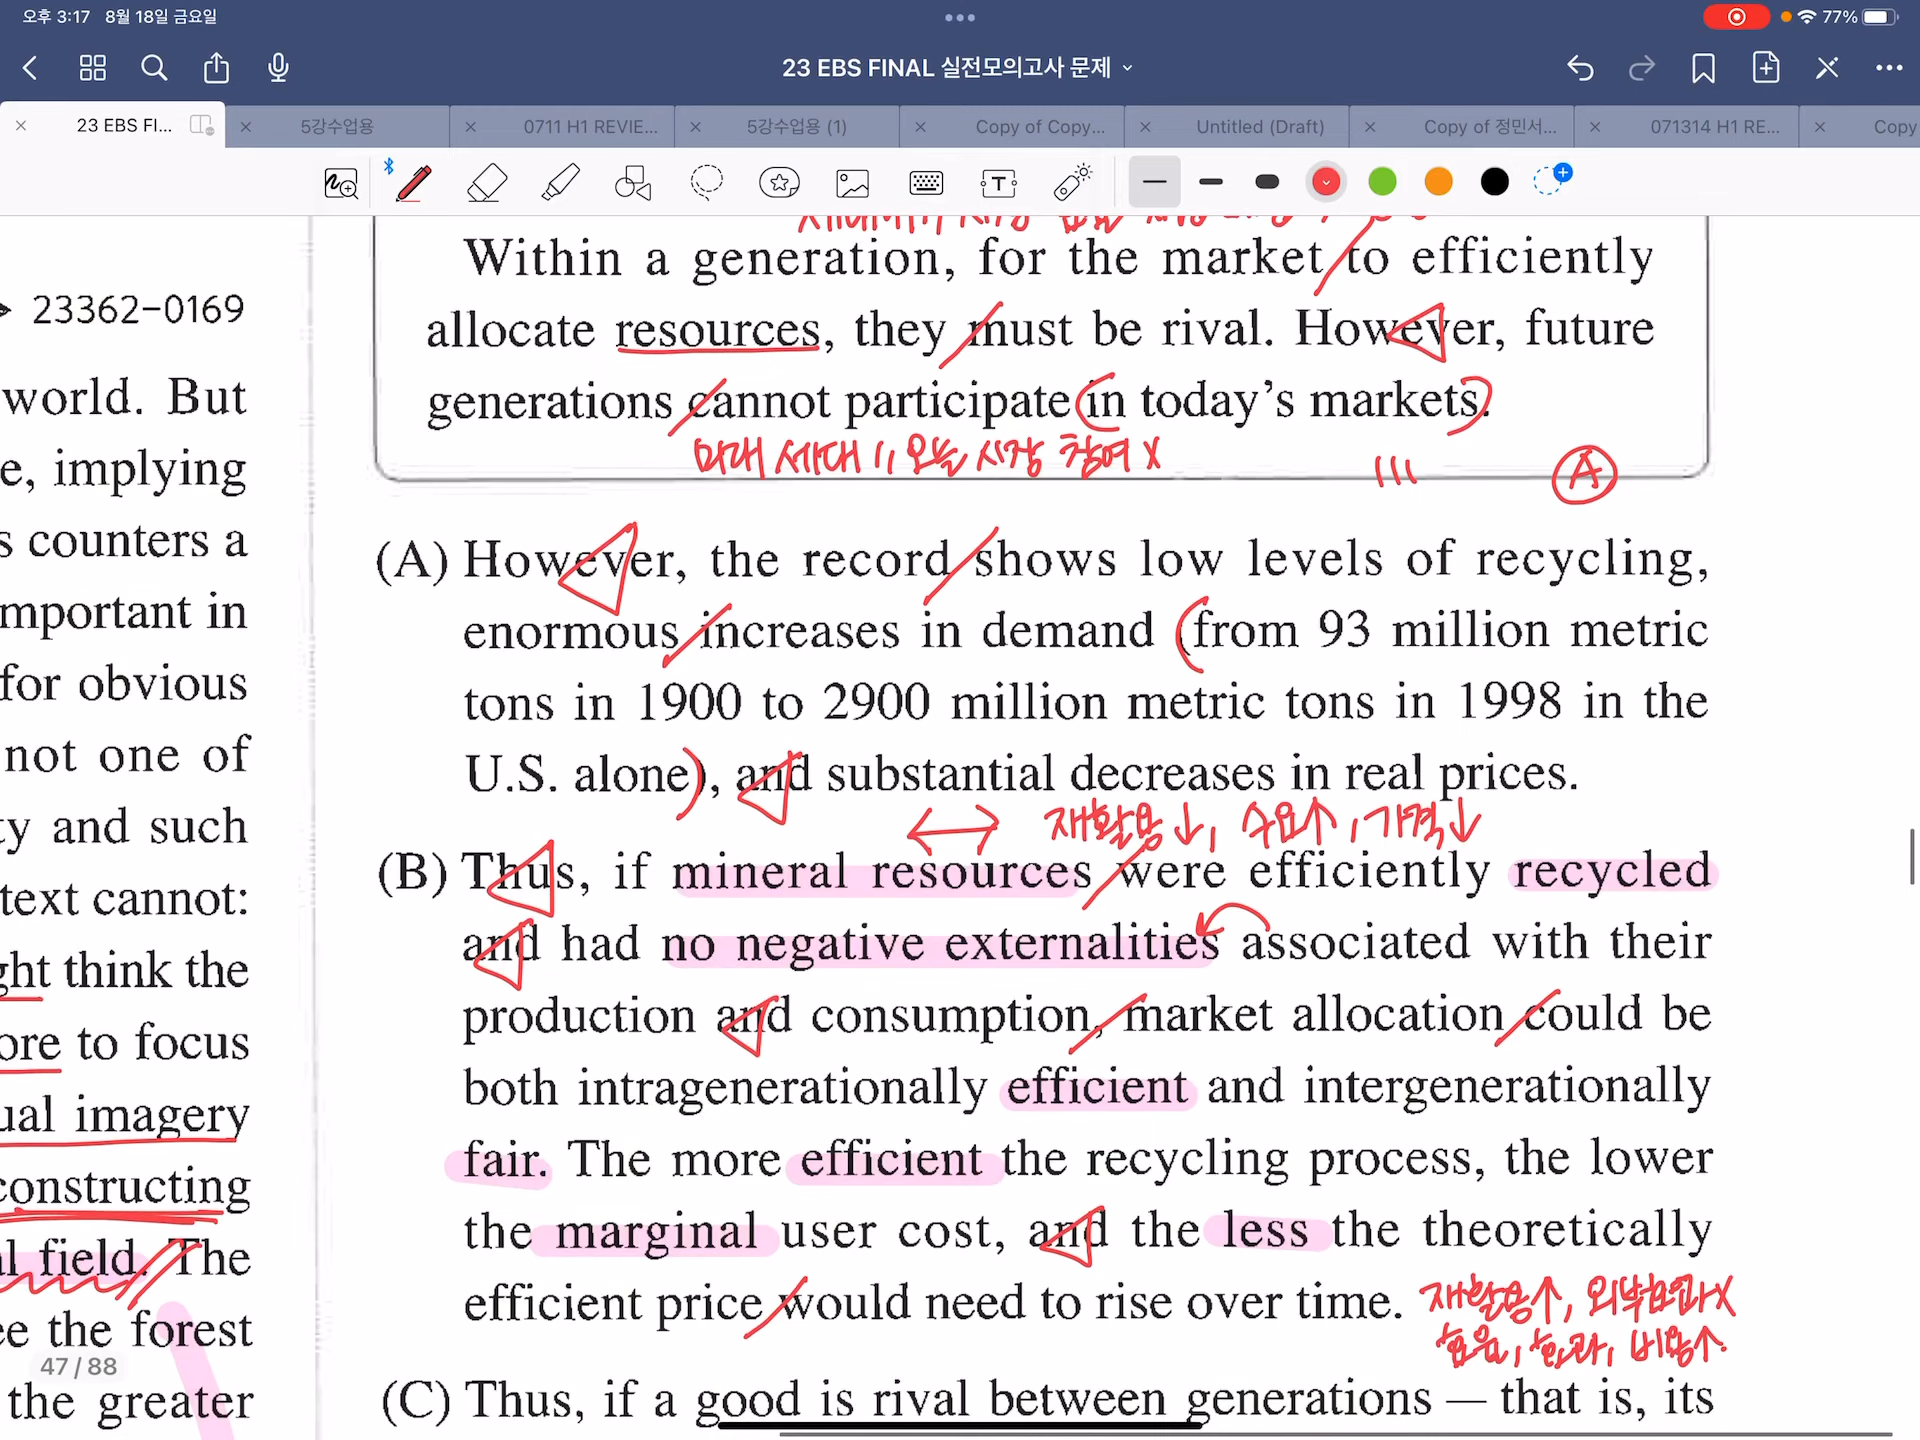 오후 3:17 8월 18일 금요일
77%
23 EBS FINAL 실전모의고사 문제
23 EBS FI...
5강수업용
0711 H1 REVIE...
5강수업용 (1)
Copy of Copy...
Untitled (Draft)
Copy of 정민서...
071314 H1 RE...
Copy
23362-0169
world. But
e, implying
s counters a
mportant in
for obvious
not one of
ty and such
text cannot:
ght think the
ore to focus
ual imagery
constructing
al field. The
ee the forest
47 / 88
the greater
Within a generation, for the market to efficiently
allocate resources, they must be rival. However, future
generations cannot participate in today's markets.
미래 세대 오늘 시장 참여 X
A
(A) However, the record shows low levels of recycling,
enormous increases in demand (from 93 million metric
tons in 1900 to 2900 million metric tons in 1998 in the
U.S. alone), and substantial decreases in real prices.
재활용↓, 수요↑, 가격↓
(B) Thus, if mineral resources were efficiently recycled
and had no negative externalities associated with their
production and consumption, market allocation could be
both intragenerationally efficient and intergenerationally
fair. The more efficient the recycling process, the lower
the marginal user cost, and the less the theoretically
efficient price would need to rise over time.
재활용↑, 외부효과X
(C) Thus, if a good is rival between generations — that is, its